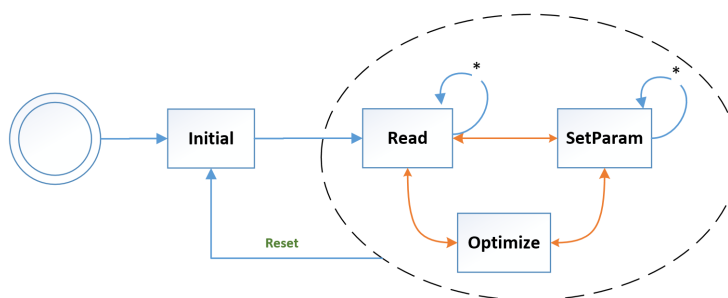 *
*
Initial
Read
SetParam
Reset
Optimize